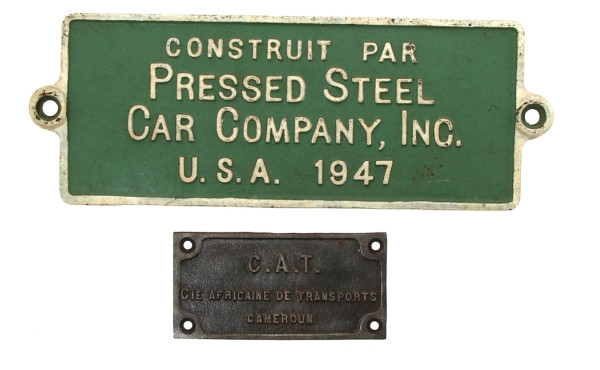 CONSTRUIT PAR
PRESSED STEEL
CAR COMPANY, INC.
U.S.A. 1947
C.A.T.
CIE AFRICAINE DE TRANSPORTS
CAMEROUN